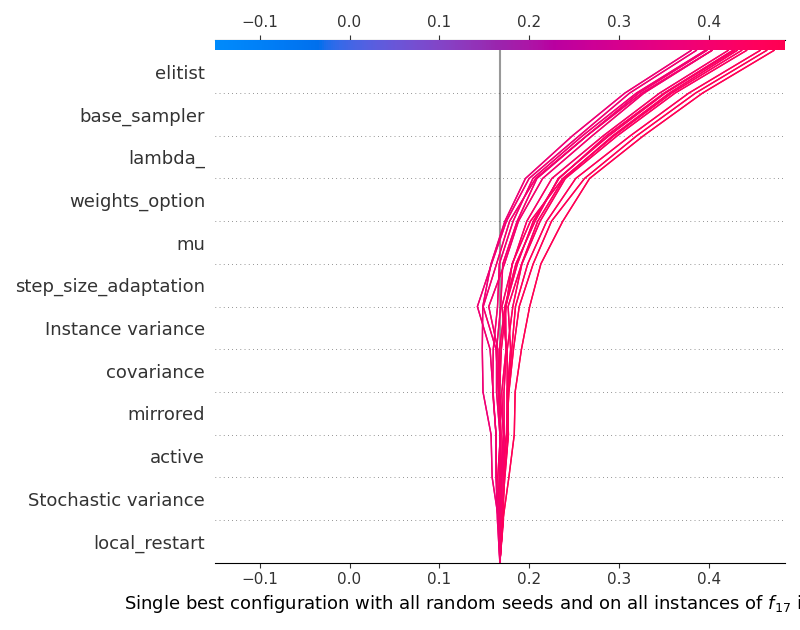 −0.1 0.0 0.1 0.2 0.3 0.4
elitist
base_sampler
lambda_
weights_option
mu
step_size_adaptation
Instance variance
covariance
mirrored
active
Stochastic variance
local_restart
−0.1 0.0 0.1 0.2 0.3 0.4
Single best configuration with all random seeds and on all instances of f₁₇ i